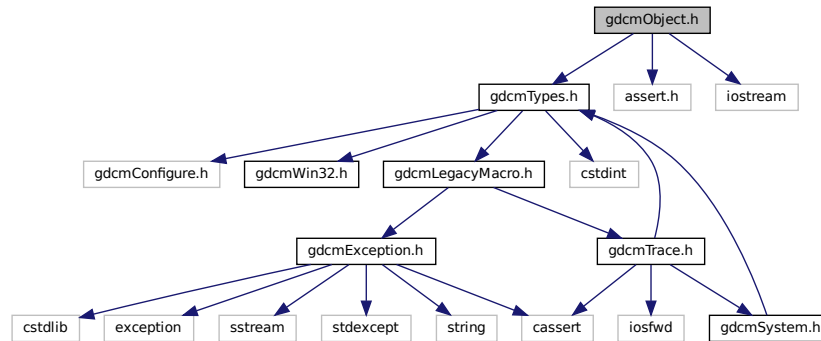 gdcmObject.h
gdcmTypes.h
assert.h
iostream
gdcmConfigure.h
gdcmWin32.h
gdcmLegacyMacro.h
cstdint
gdcmException.h
gdcmTrace.h
cstdlib
exception
sstream
stdexcept
string
cassert
iosfwd
gdcmSystem.h